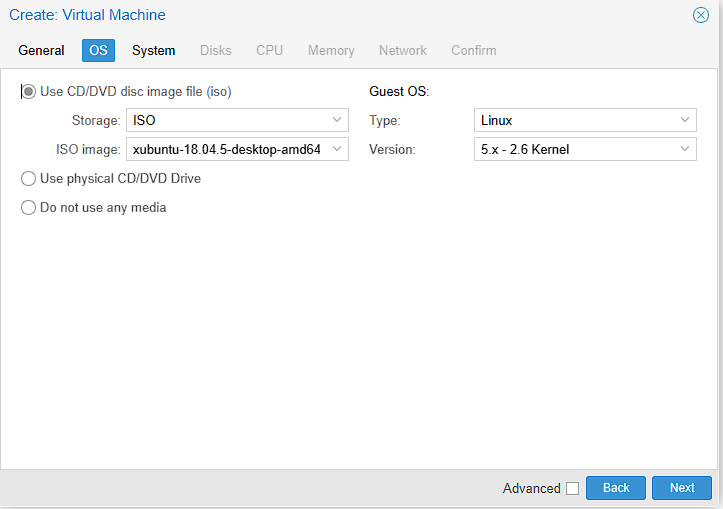 Create: Virtual Machine
General OS System Disks CPU Memory Network Confirm
Use CD/DVD disc image file (iso) Guest OS:
Storage: ISO Type: Linux
ISO image: xubuntu-18.04.5-desktop-amd64 Version: 5.x - 2.6 Kernel
Use physical CD/DVD Drive
Do not use any media
Advanced Back Next